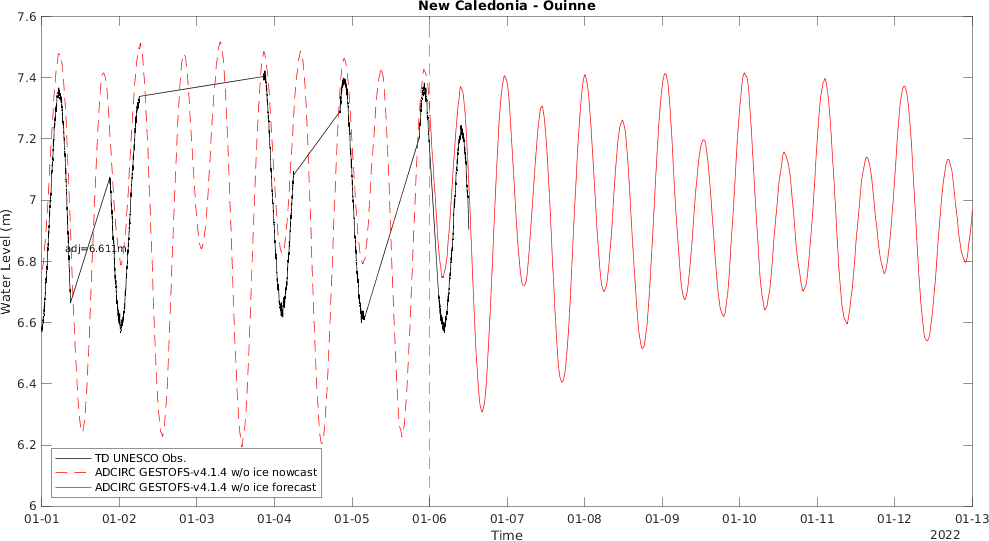 New Caledonia - Ouinne
7.6
7.4
7.2
7
6.8
6.6
6.4
6.2
6
Water Level (m)
adj=6.611m
TD UNESCO Obs.
ADCIRC GESTOFS-v4.1.4 w/o ice nowcast
ADCIRC GESTOFS-v4.1.4 w/o ice forecast
01-01 01-02 01-03 01-04 01-05 01-06 01-07 01-08 01-09 01-10 01-11 01-12 01-13
Time
2022